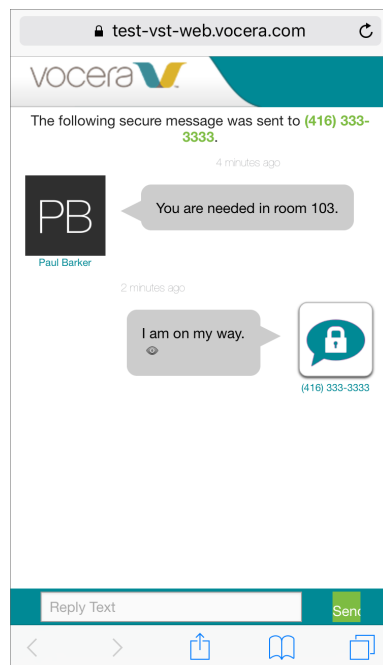 test-vst-web.vocera.com
vocera
The following secure message was sent to (416) 333-
3333.
4 minutes ago
PB
You are needed in room 103.
Paul Barker
2 minutes ago
I am on my way.
(416) 333-3333
Reply Text
Send